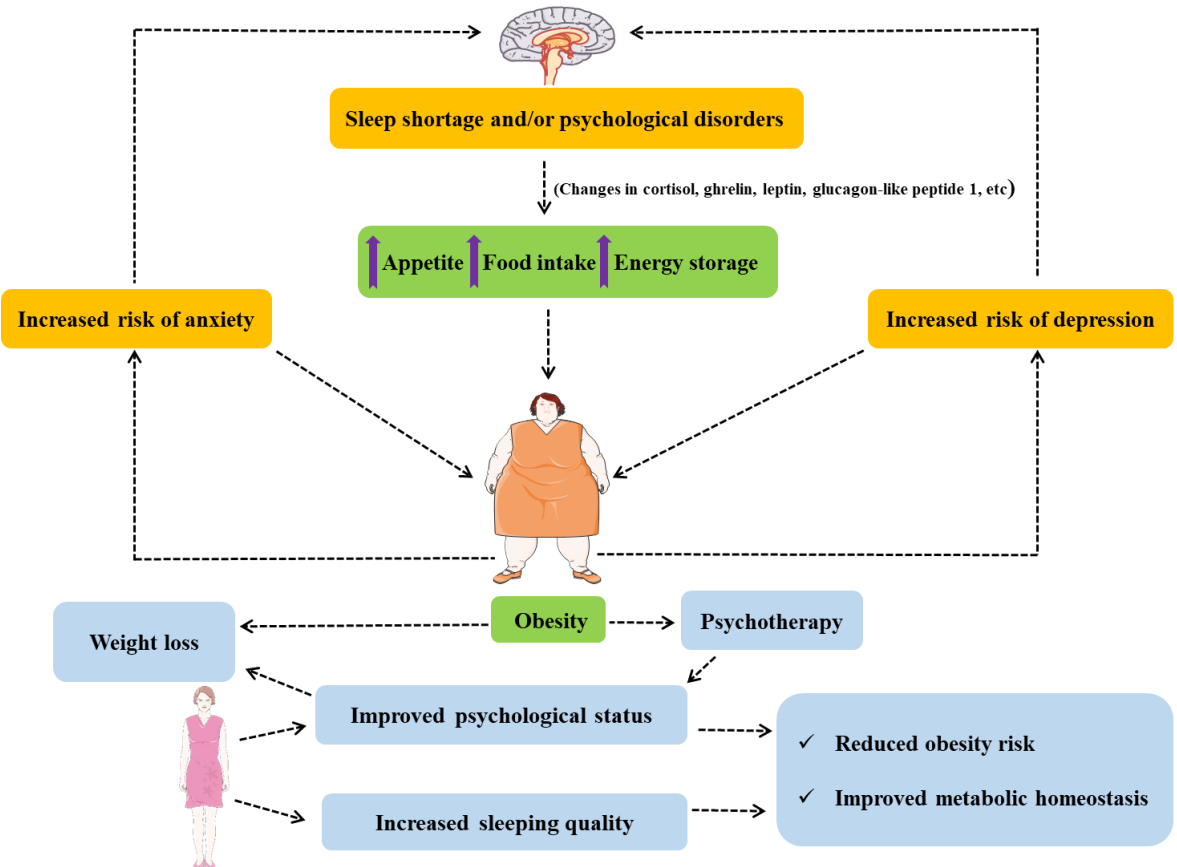 Sleep shortage and/or psychological disorders
(Changes in cortisol, ghrelin, leptin, glucagon-like peptide 1, etc)
Appetite Food intake Energy storage
Increased risk of anxiety
Increased risk of depression
Obesity
Psychotherapy
Weight loss
Improved psychological status
✓ Reduced obesity risk
✓ Improved metabolic homeostasis
Increased sleeping quality